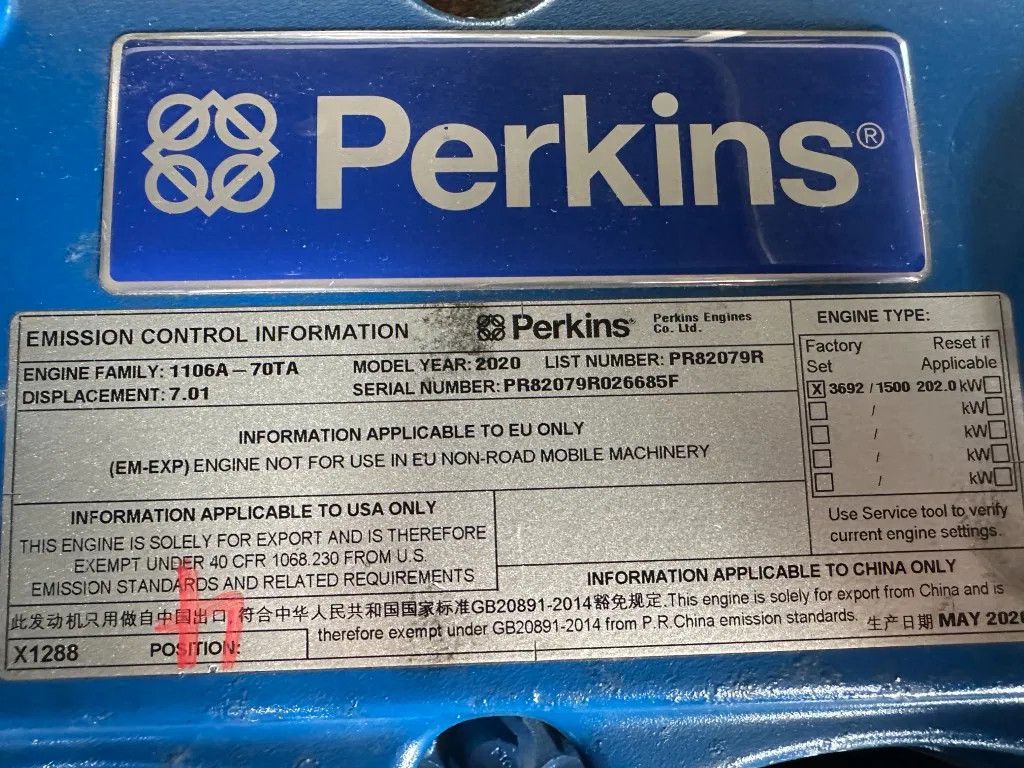 Perkins®
EMISSION CONTROL INFORMATION
Perkins®
Perkins Engines
Co. Ltd.
ENGINE FAMILY: 1106A – 70TA
MODEL YEAR: 2020
LIST NUMBER: PR82079R
DISPLACEMENT: 7.01
SERIAL NUMBER: PR82079R026685F
ENGINE TYPE:
Factory
Set
Reset if
Applicable
X 3692 / 1500 202.0 kW
/ kW
/ kW
/ kW
/ kW
Use Service tool to verify
current engine settings.
INFORMATION APPLICABLE TO EU ONLY
(EM-EXP) ENGINE NOT FOR USE IN EU NON-ROAD MOBILE MACHINERY
INFORMATION APPLICABLE TO USA ONLY
THIS ENGINE IS SOLELY FOR EXPORT AND IS THEREFORE
EXEMPT UNDER 40 CFR 1068.230 FROM U.S.
EMISSION STANDARDS AND RELATED REQUIREMENTS
INFORMATION APPLICABLE TO CHINA ONLY
此发动机只用做自中国出口,符合中华人民共和国国家标准GB20891-2014豁免规定.This engine is solely for export from China and is
therefore exempt under GB20891-2014 from P.R.China emission standards.
生产日期 MAY 2020
X1288
POSITION: